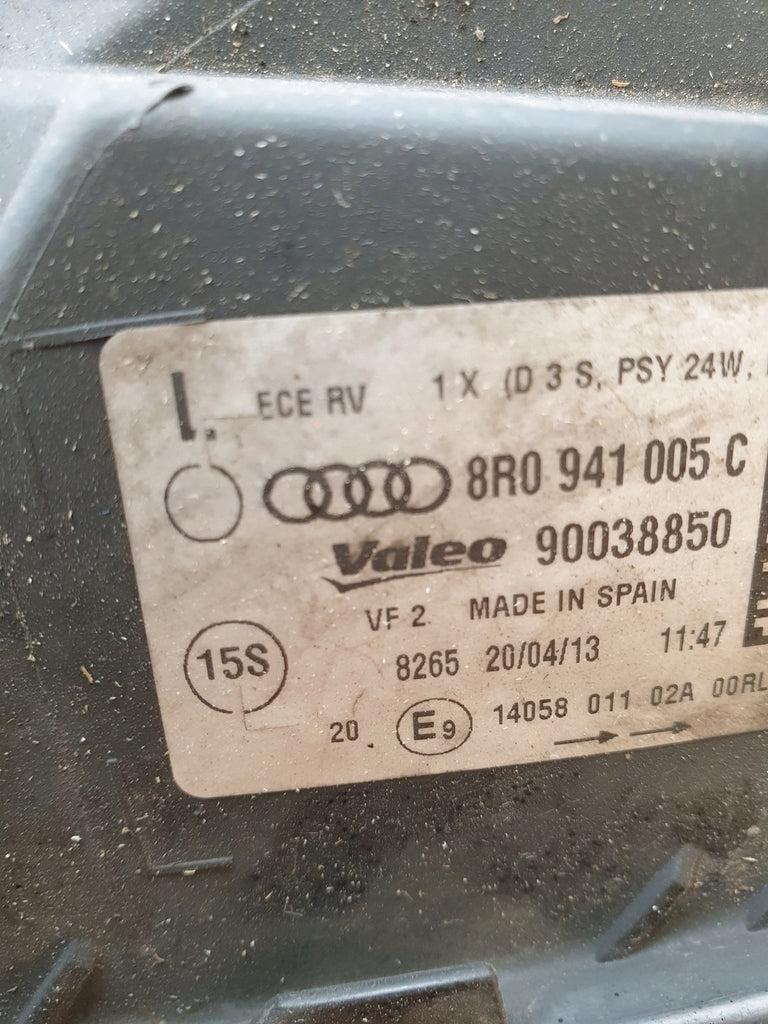 ECE RV 1 X (D 3 S, PSY 24W,
8R0 941 005 C
Valeo 90038850
VF 2 MADE IN SPAIN
15S
8265 20/04/13 11:47
20 E9 14058 011 02A 00RL